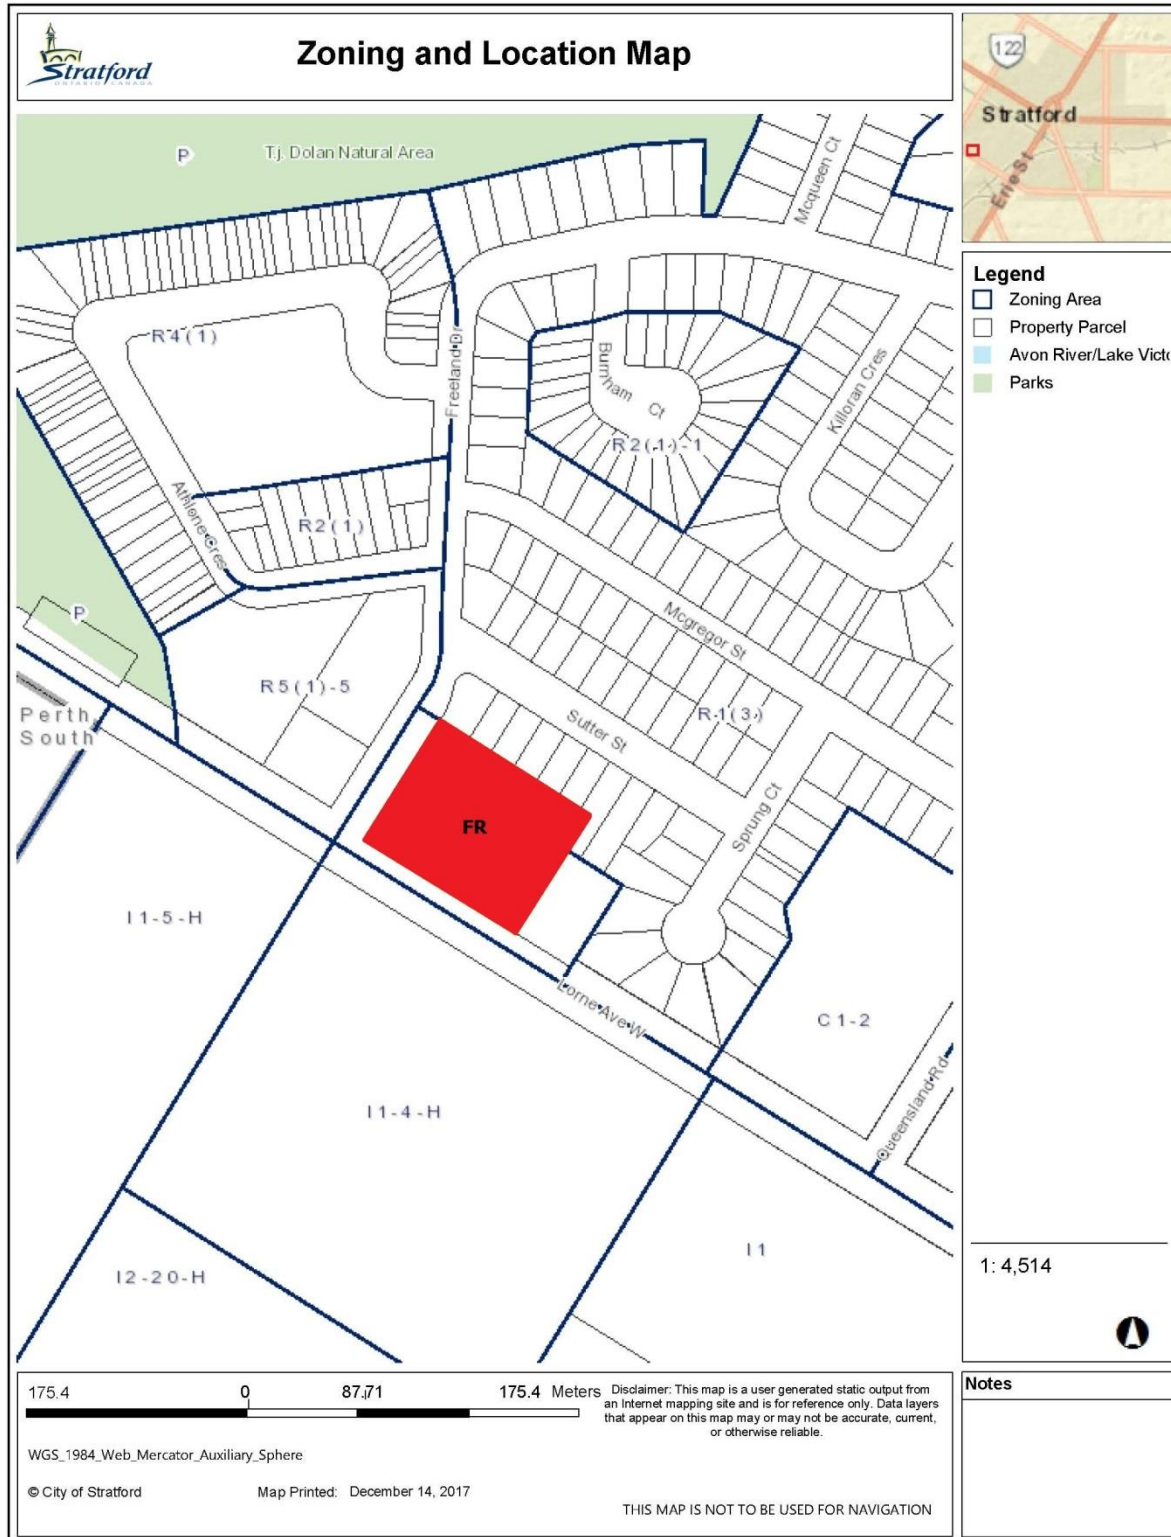 Stratford
ONTARIO CANADA
Zoning and Location Map
122
Stratford
Erie St
P
T.j. Dolan Natural Area
Mcqueen Ct
R4(1)
Freeland Dr
Burnham Ct
Killoran Cres
R2(1)-1
Athlone Cres
R2(1)
P
Mcgregor St
R5(1)-5
Perth
South
Sutter St
R1(3)
FR
Sprung Ct
I1-5-H
Lorne Ave W
C1-2
Queensland Rd
I1-4-H
I1
I2-20-H
Legend
Zoning Area
Property Parcel
Avon River/Lake Victo
Parks
1: 4,514
175.4 0 87.71 175.4 Meters
Disclaimer: This map is a user generated static output from
an Internet mapping site and is for reference only. Data layers
that appear on this map may or may not be accurate, current,
or otherwise reliable.
WGS_1984_Web_Mercator_Auxiliary_Sphere
© City of Stratford Map Printed: December 14, 2017
THIS MAP IS NOT TO BE USED FOR NAVIGATION
Notes